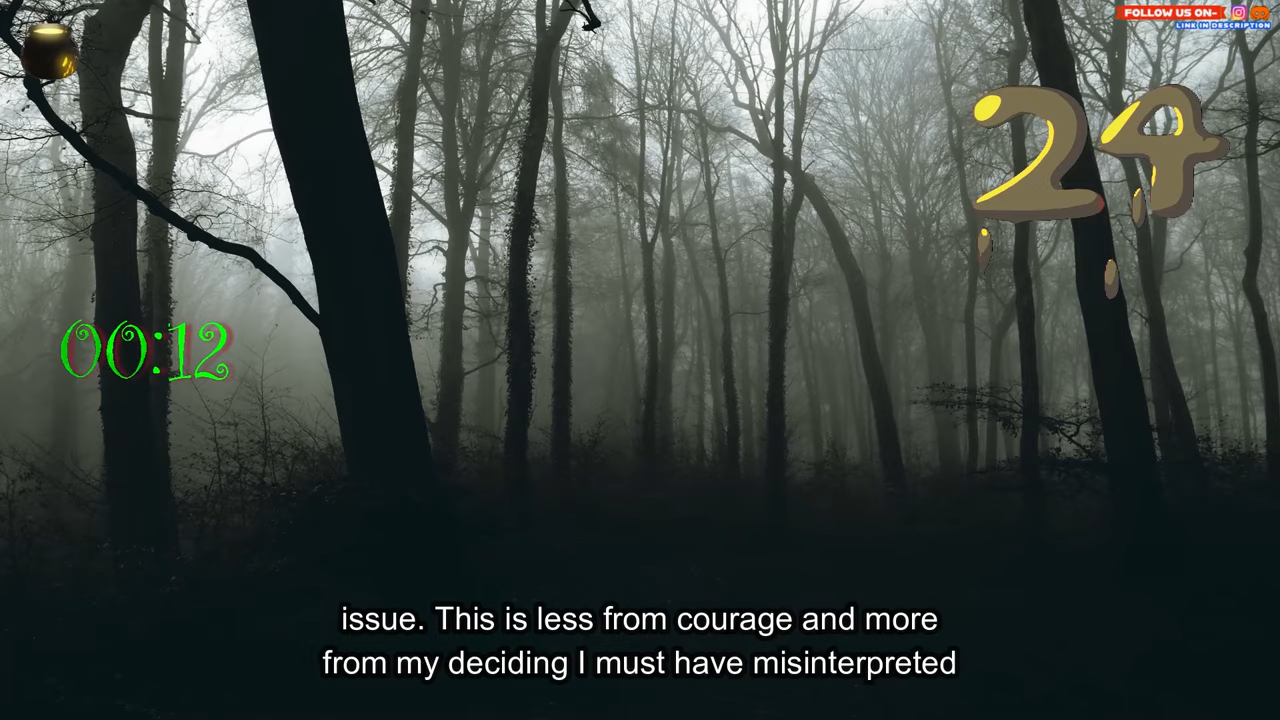 FOLLOW US ON-
LINK IN DESCRIPTION
24
00:12
issue. This is less from courage and more
from my deciding I must have misinterpreted